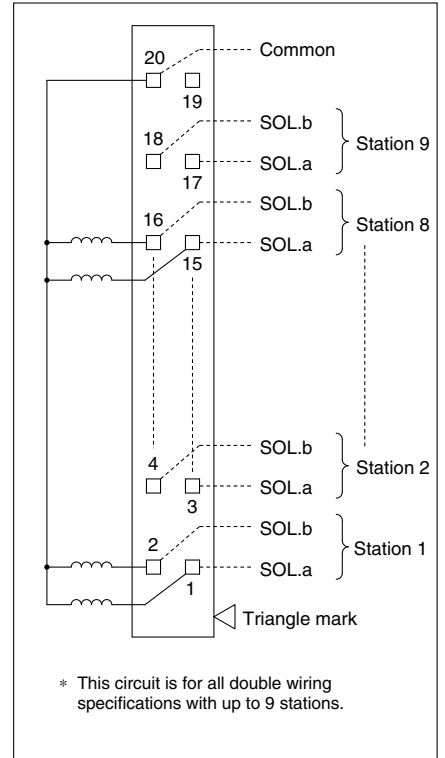 20
Common
19
18
SOL.b
Station 9
SOL.a
17
16
SOL.b
Station 8
SOL.a
15
4
SOL.b
Station 2
SOL.a
3
2
SOL.b
Station 1
SOL.a
1
Triangle mark
* This circuit is for all double wiring
specifications with up to 9 stations.